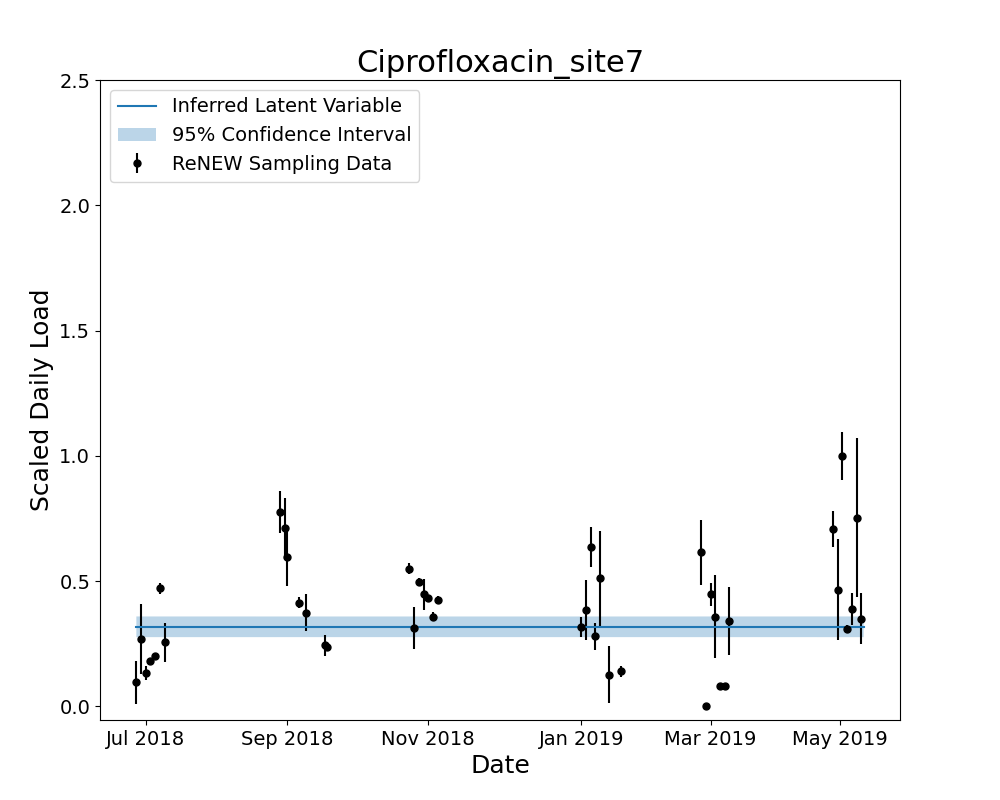 Ciprofloxacin_site7
2.5
2.0
1.5
1.0
0.5
0.0
Scaled Daily Load
Inferred Latent Variable
95% Confidence Interval
ReNEW Sampling Data
Jul 2018 Sep 2018 Nov 2018 Jan 2019 Mar 2019 May 2019
Date